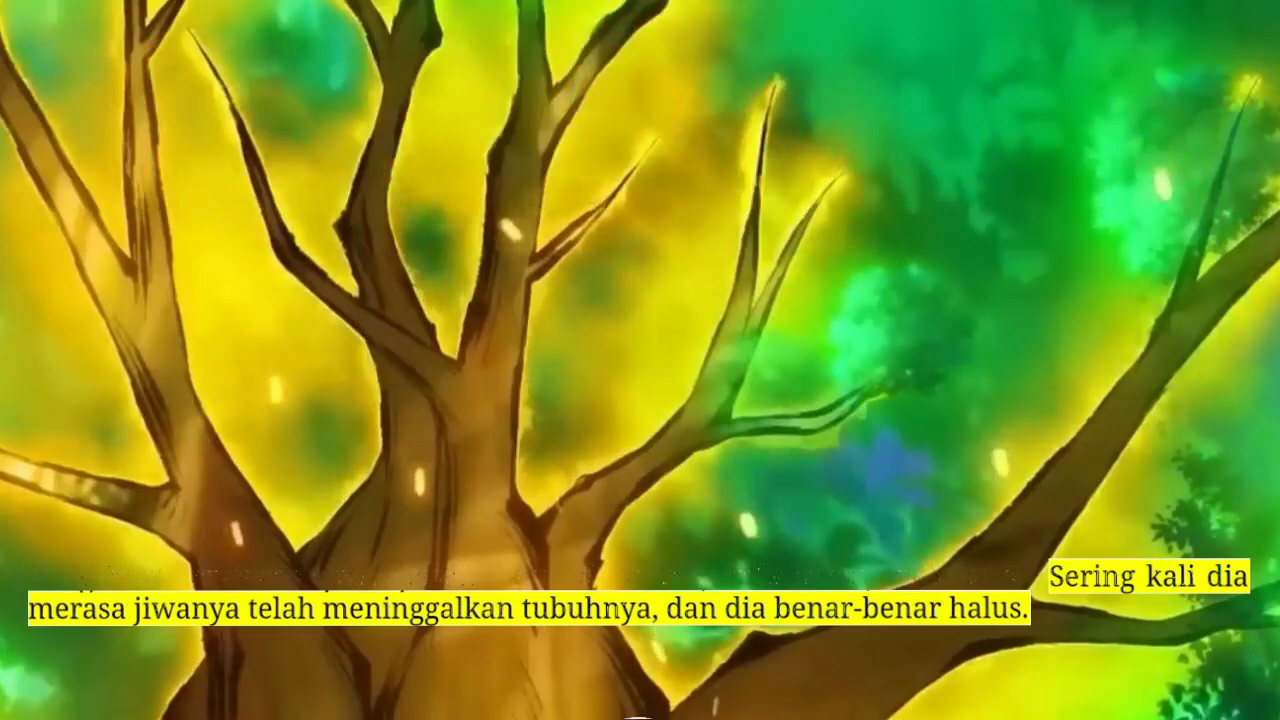 Sering kali dia
merasa jiwanya telah meninggalkan tubuhnya, dan dia benar-benar halus.